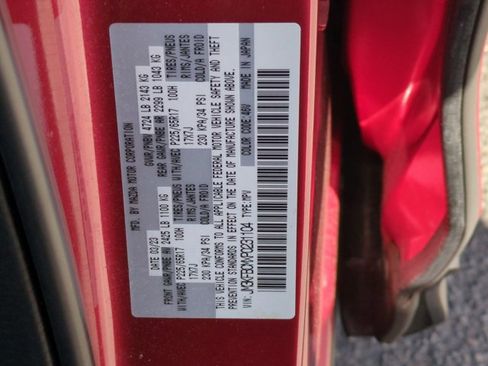 MFD. BY MAZDA MOTOR CORPORATION
DATE 03/23 GVWR/PNBV 4724 LB 2143 KG
FRONT GAWR/PNBE AV 2425 LB 1100 KG REAR GAWR/PNBE AR 2299 LB 1043 KG
WITH/AVEC P225/65R17 100H TIRES/PNEUS WITH/AVEC P225/65R17 100H TIRES/PNEUS
17X7J RIMS/JANTES 17X7J RIMS/JANTES
230 KPA/34 PSI COLD/A FROID 230 KPA/34 PSI COLD/A FROID
THIS VEHICLE CONFORMS TO ALL APPLICABLE FEDERAL MOTOR VEHICLE SAFETY AND THEFT
PREVENTION STANDARDS IN EFFECT ON THE DATE OF MANUFACTURE SHOWN ABOVE.
MADE IN JAPAN
VIN: TYPE: MPV COLOR CODE 46V